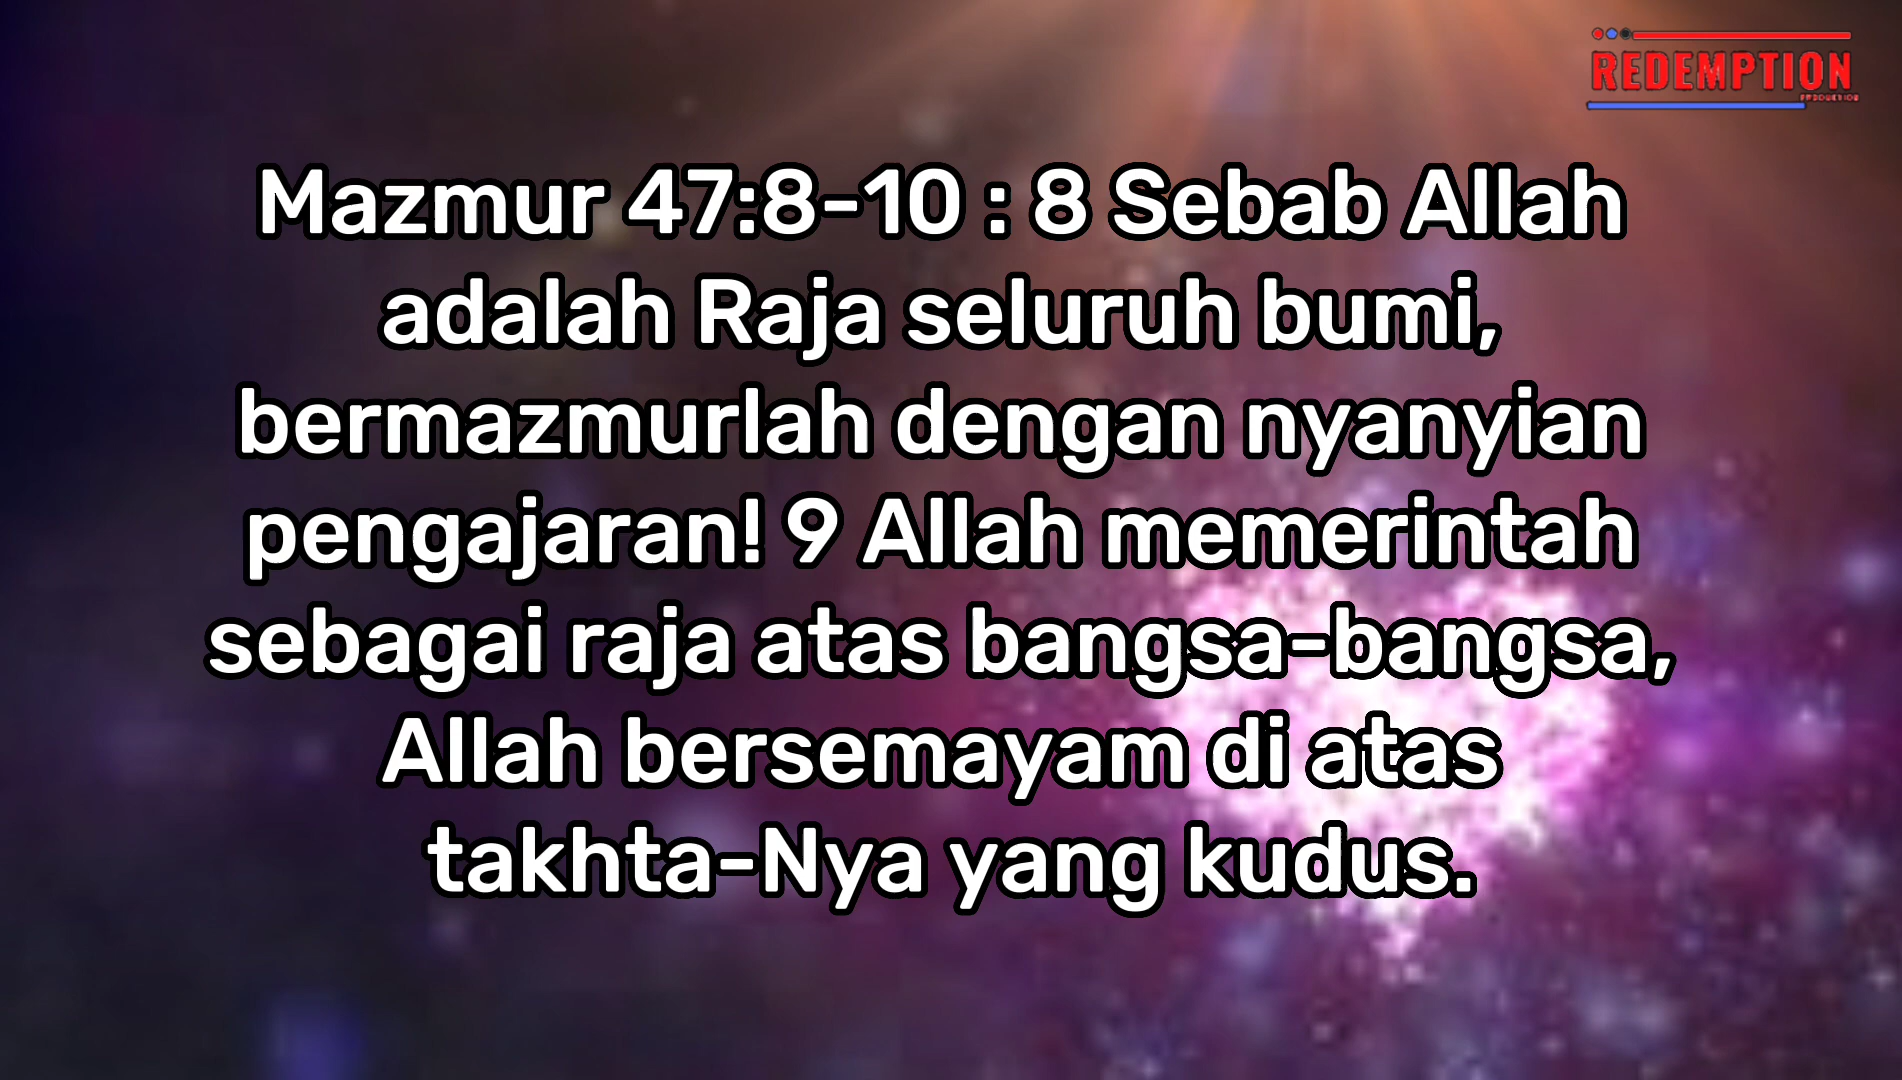 REDEMPTION
PRODUCTION
Mazmur 47:8-10 : 8 Sebab Allah
adalah Raja seluruh bumi,
bermazmurlah dengan nyanyian
pengajaran! 9 Allah memerintah
sebagai raja atas bangsa-bangsa,
Allah bersemayam di atas
takhta-Nya yang kudus.